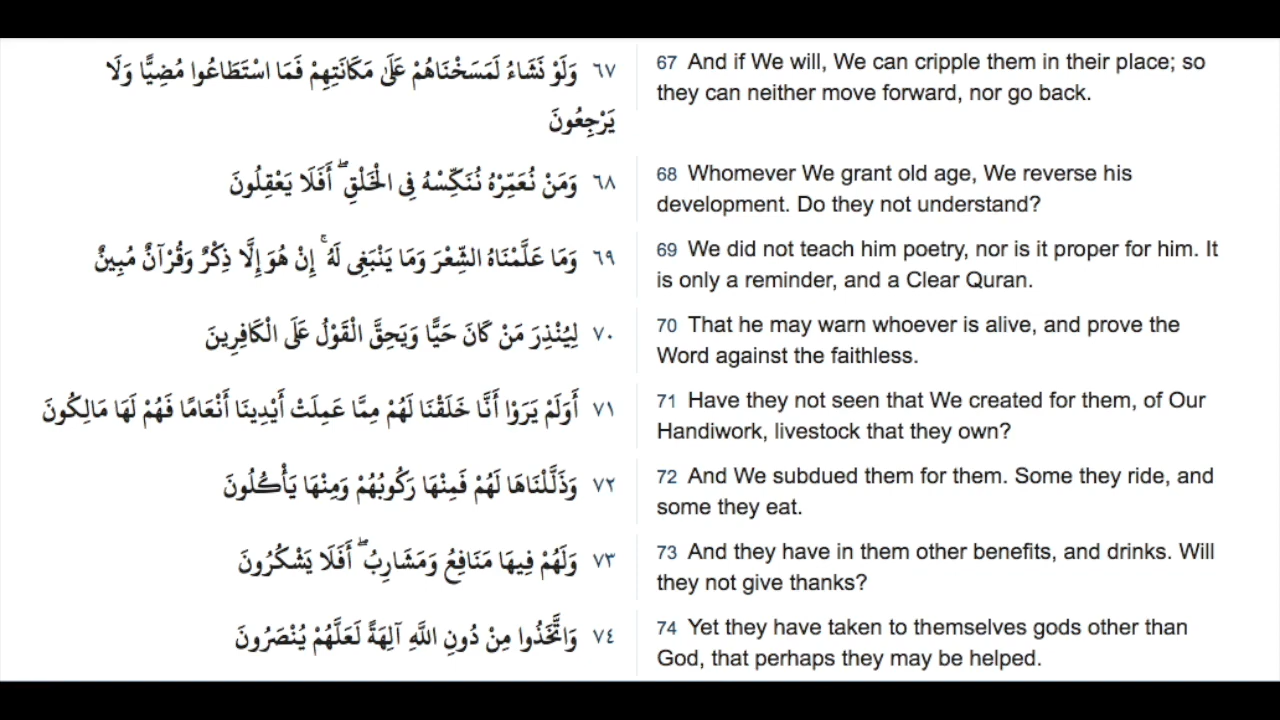 ٦٧ وَلَوْ نَشَاءُ لَمَسَخْنَاهُمْ عَلَىٰ مَكَانَتِهِمْ فَمَا اسْتَطَاعُوا مُضِيًّا وَلَا
يَرْجِعُونَ
67 And if We will, We can cripple them in their place; so
they can neither move forward, nor go back.
٦٨ وَمَنْ نُعَمِّرْهُ نُنَكِّسْهُ فِي الْخَلْقِ ۖ أَفَلَا يَعْقِلُونَ
68 Whomever We grant old age, We reverse his
development. Do they not understand?
٦٩ وَمَا عَلَّمْنَاهُ الشِّعْرَ وَمَا يَنْبَغِي لَهُ ۚ إِنْ هُوَ إِلَّا ذِكْرٌ وَقُرْآنٌ مُبِينٌ
69 We did not teach him poetry, nor is it proper for him. It
is only a reminder, and a Clear Quran.
٧٠ لِيُنْذِرَ مَنْ كَانَ حَيًّا وَيَحِقَّ الْقَوْلُ عَلَى الْكَافِرِينَ
70 That he may warn whoever is alive, and prove the
Word against the faithless.
٧١ أَوَلَمْ يَرَوْا أَنَّا خَلَقْنَا لَهُمْ مِمَّا عَمِلَتْ أَيْدِينَا أَنْعَامًا فَهُمْ لَهَا مَالِكُونَ
71 Have they not seen that We created for them, of Our
Handiwork, livestock that they own?
٧٢ وَذَلَّلْنَاهَا لَهُمْ فَمِنْهَا رَكُوبُهُمْ وَمِنْهَا يَأْكُلُونَ
72 And We subdued them for them. Some they ride, and
some they eat.
٧٣ وَلَهُمْ فِيهَا مَنَافِعُ وَمَشَارِبُ ۖ أَفَلَا يَشْكُرُونَ
73 And they have in them other benefits, and drinks. Will
they not give thanks?
٧٤ وَاتَّخَذُوا مِنْ دُونِ اللَّهِ آلِهَةً لَعَلَّهُمْ يُنْصَرُونَ
74 Yet they have taken to themselves gods other than
God, that perhaps they may be helped.